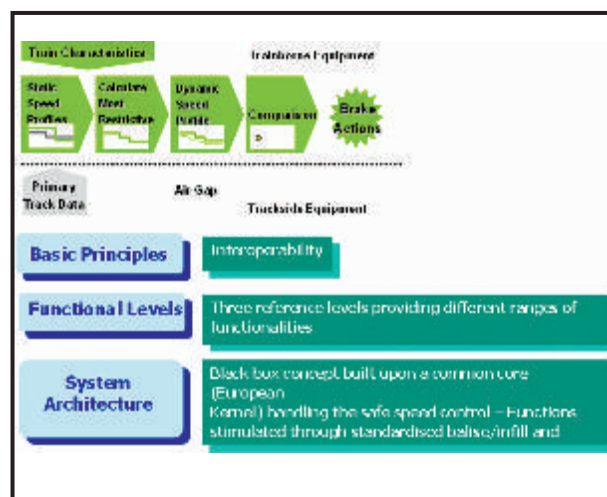 Train Characteristics
Trainborne Equipment
Static
Speed
Profiles
Calculate
Most
Restrictive
Dynamic
Speed
Profile
Comparison
Brake
Actions
Primary
Track Data
Air Gap
Trackside Equipment
Basic Principles
Interoperability
Functional Levels
Three reference levels providing different ranges of
functionalities
System
Architecture
Black box concept built upon a common core
(European
Kernel) handling the safe speed control – Functions
stimulated through standardised balise/infill and